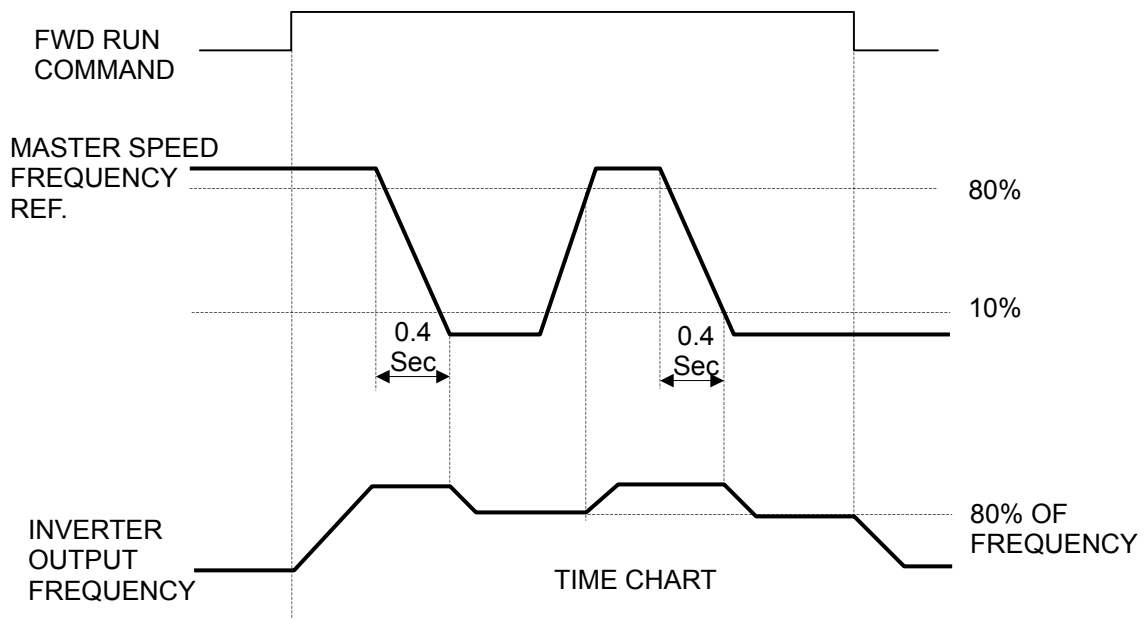 FWD RUN
COMMAND
MASTER SPEED
FREQUENCY
REF.
80%
10%
0.4
Sec
0.4
Sec
INVERTER
OUTPUT
FREQUENCY
80% OF
FREQUENCY
TIME CHART